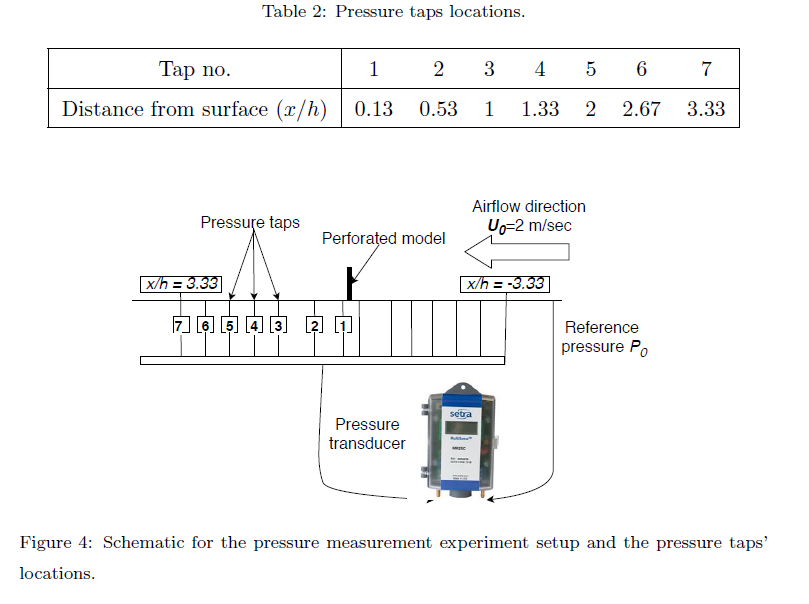 Table 2: Pressure taps locations.
Tap no. 1 2 3 4 5 6 7
Distance from surface (x/h) 0.13 0.53 1 1.33 2 2.67 3.33
Airflow direction
U0=2 m/sec
Pressure taps
Perforated model
x/h = 3.33
x/h = -3.33
7 6 5 4 3 2 1
Reference
pressure P0
setra
Pressure
transducer
Figure 4: Schematic for the pressure measurement experiment setup and the pressure taps'
locations.